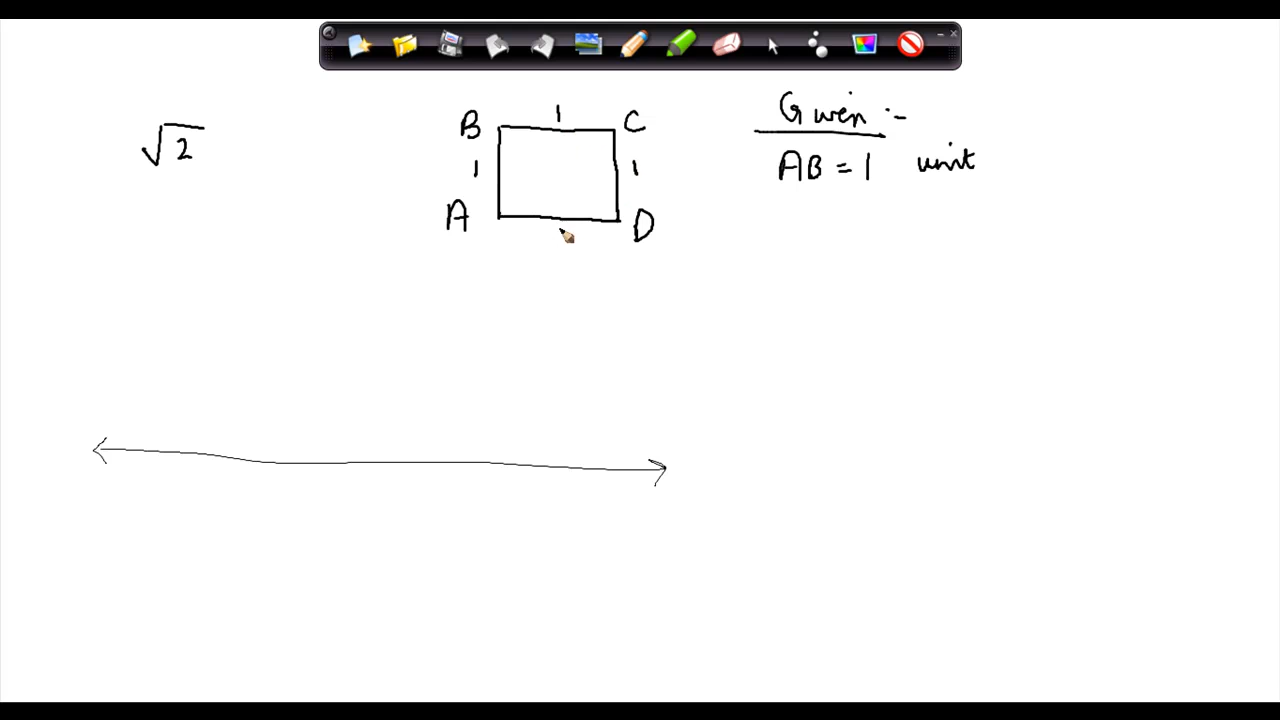 √2
B 1 C
1 1
A D
Given :-
AB = 1 unit